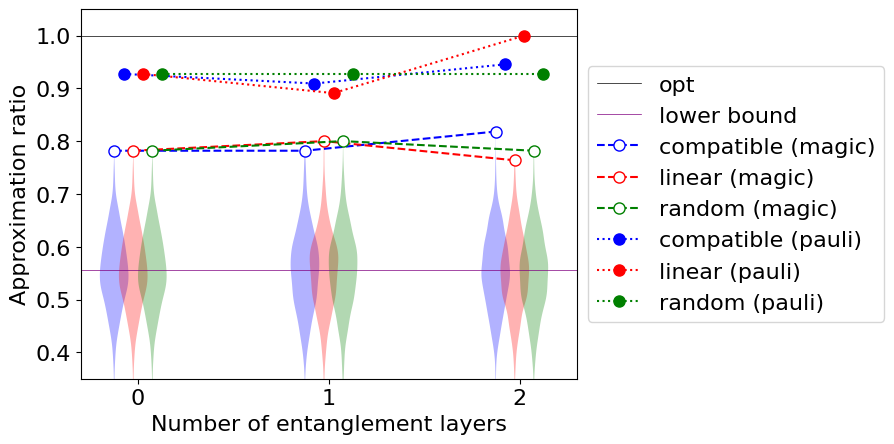 1.0
0.9
0.8
0.7
0.6
0.5
0.4
Approximation ratio
0 1 2
Number of entanglement layers
opt
lower bound
compatible (magic)
linear (magic)
random (magic)
compatible (pauli)
linear (pauli)
random (pauli)